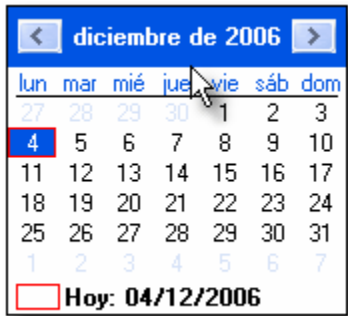 diciembre de 2006
lun mar mié jue vie sáb dom
27 28 29 30 1 2 3
4 5 6 7 8 9 10
11 12 13 14 15 16 17
18 19 20 21 22 23 24
25 26 27 28 29 30 31
1 2 3 4 5 6 7
Hoy: 04/12/2006